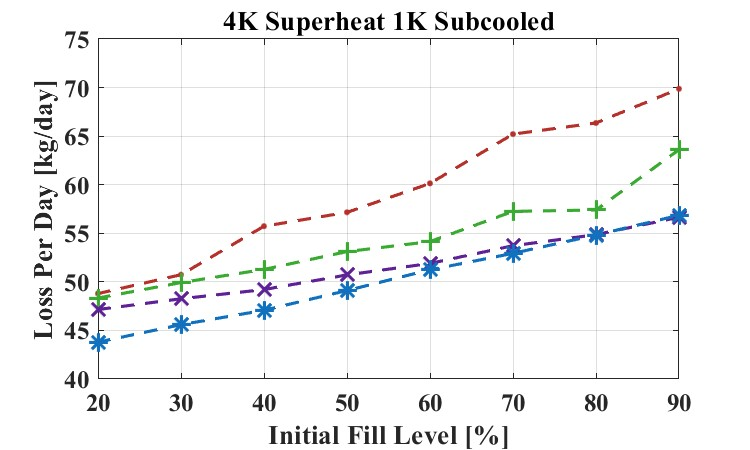 4K Superheat 1K Subcooled
Loss Per Day [kg/day]
75
70
65
60
55
50
45
40
20 30 40 50 60 70 80 90
Initial Fill Level [%]